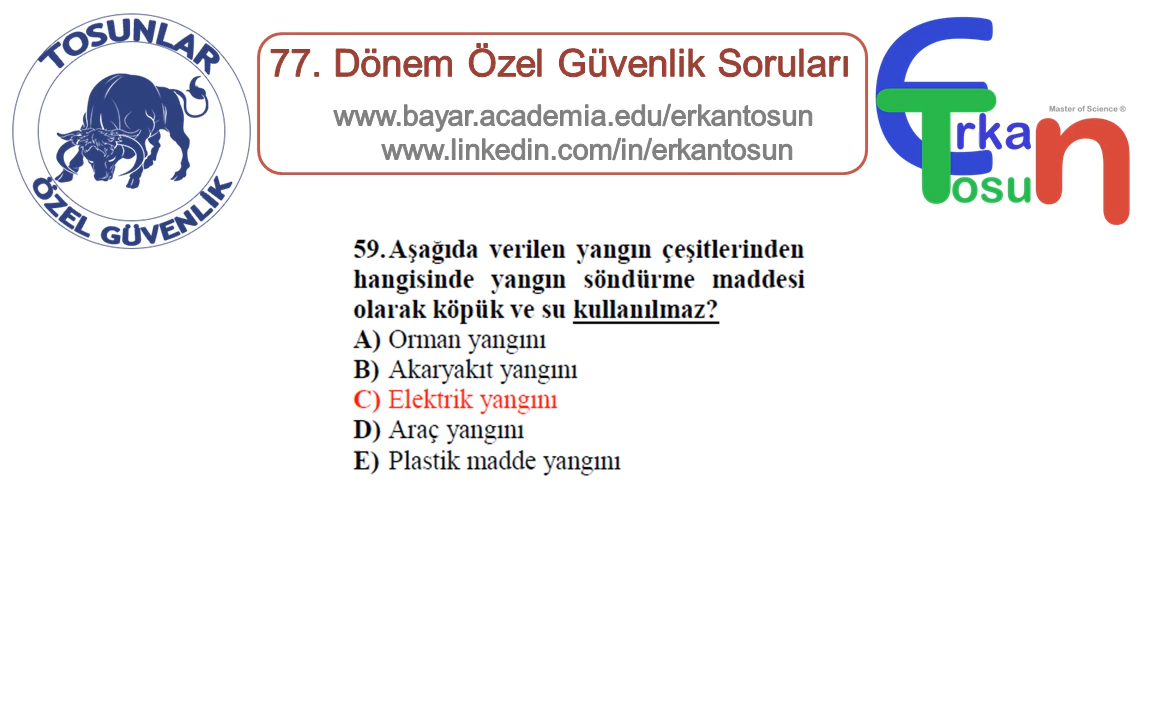 TOSUNLAR
ÖZEL GÜVENLİK
77. Dönem Özel Güvenlik Soruları
www.bayar.academia.edu/erkantosun
www.linkedin.com/in/erkantosun
Master of Science ®
Erkan
Tosun
59. Aşağıda verilen yangın çeşitlerinden
hangisinde yangın söndürme maddesi
olarak köpük ve su kullanılmaz?
A) Orman yangını
B) Akaryakıt yangını
C) Elektrik yangını
D) Araç yangını
E) Plastik madde yangını